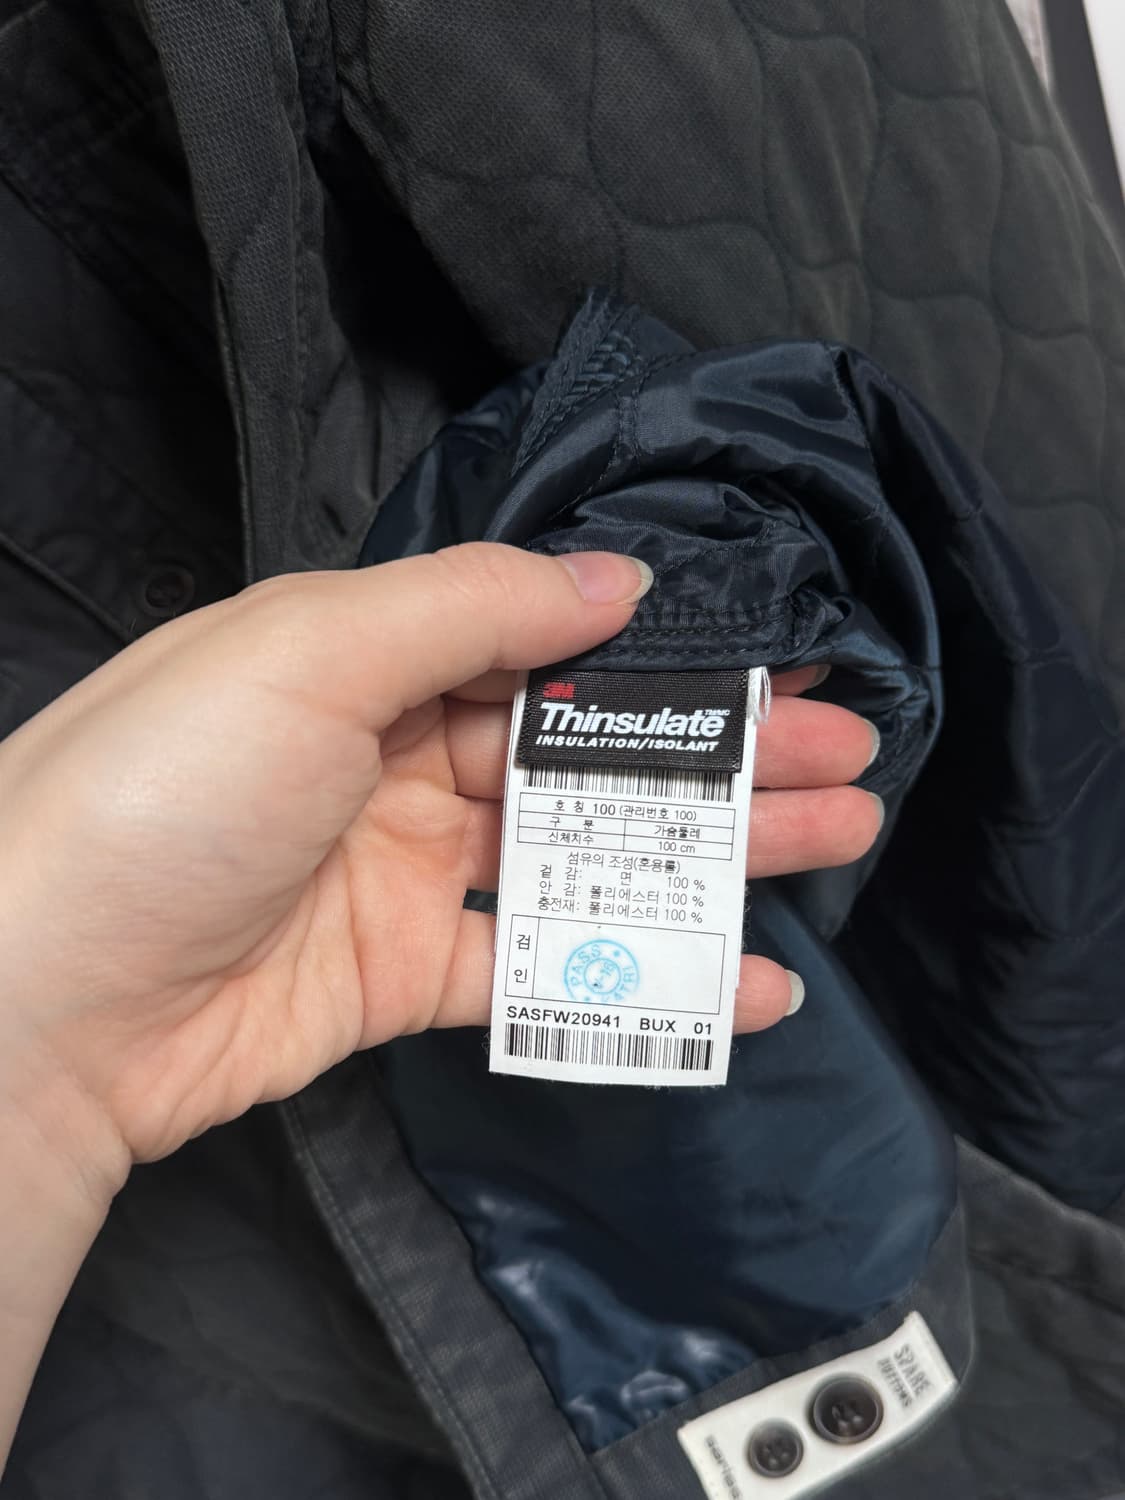 3M
Thinsulate TM/MC
INSULATION/ISOLANT
호 칭 100 (관리번호 100)
구 분 가슴둘레
신체치수 100 cm
섬유의 조성(혼용률)
겉 감: 면 100 %
안 감: 폴리에스터 100 %
충전재: 폴리에스터 100 %
검
인
PASS
SASFW20941 BUX 01
SPARE
BUTTONS